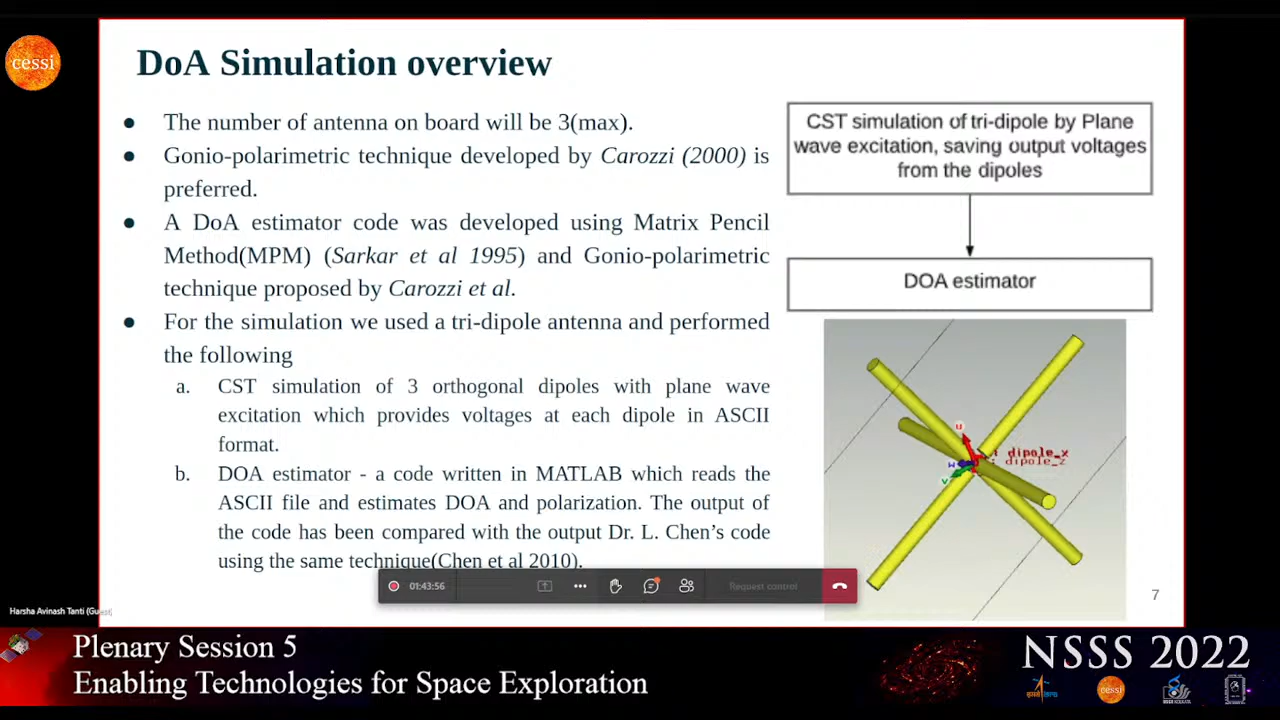 cessi
DoA Simulation overview
● The number of antenna on board will be 3(max).
● Gonio-polarimetric technique developed by Carozzi (2000) is
preferred.
● A DoA estimator code was developed using Matrix Pencil
Method(MPM) (Sarkar et al 1995) and Gonio-polarimetric
technique proposed by Carozzi et al.
● For the simulation we used a tri-dipole antenna and performed
the following
a. CST simulation of 3 orthogonal dipoles with plane wave
excitation which provides voltages at each dipole in ASCII
format.
b. DOA estimator - a code written in MATLAB which reads the
ASCII file and estimates DOA and polarization. The output of
the code has been compared with the output Dr. L. Chen's code
using the same technique(Chen et al 2010).
CST simulation of tri-dipole by Plane
wave excitation, saving output voltages
from the dipoles
DOA estimator
u
dipole_x
w
dipole_z
v
01:43:56
Request control
7
Harsha Avinash Tanti (Guest)
Plenary Session 5
Enabling Technologies for Space Exploration
NSSS 2022
cessi